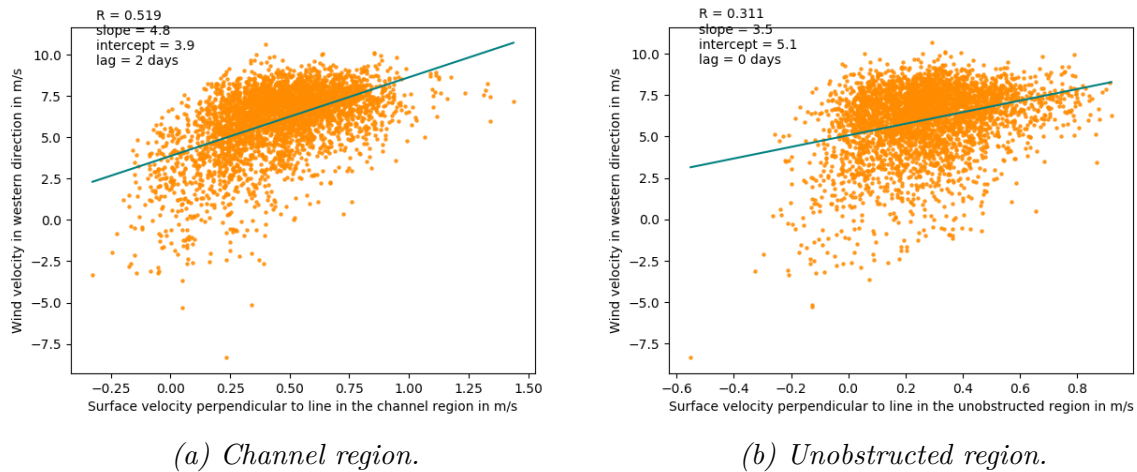 R = 0.519
slope = 4.8
intercept = 3.9
lag = 2 days
10.0
7.5
5.0
2.5
0.0
−2.5
−5.0
−7.5
Wind velocity in western direction in m/s
−0.25 0.00 0.25 0.50 0.75 1.00 1.25 1.50
Surface velocity perpendicular to line in the channel region in m/s
(a) Channel region.
R = 0.311
slope = 3.5
intercept = 5.1
lag = 0 days
10.0
7.5
5.0
2.5
0.0
−2.5
−5.0
−7.5
Wind velocity in western direction in m/s
−0.6 −0.4 −0.2 0.0 0.2 0.4 0.6 0.8
Surface velocity perpendicular to line in the unobstructed region in m/s
(b) Unobstructed region.